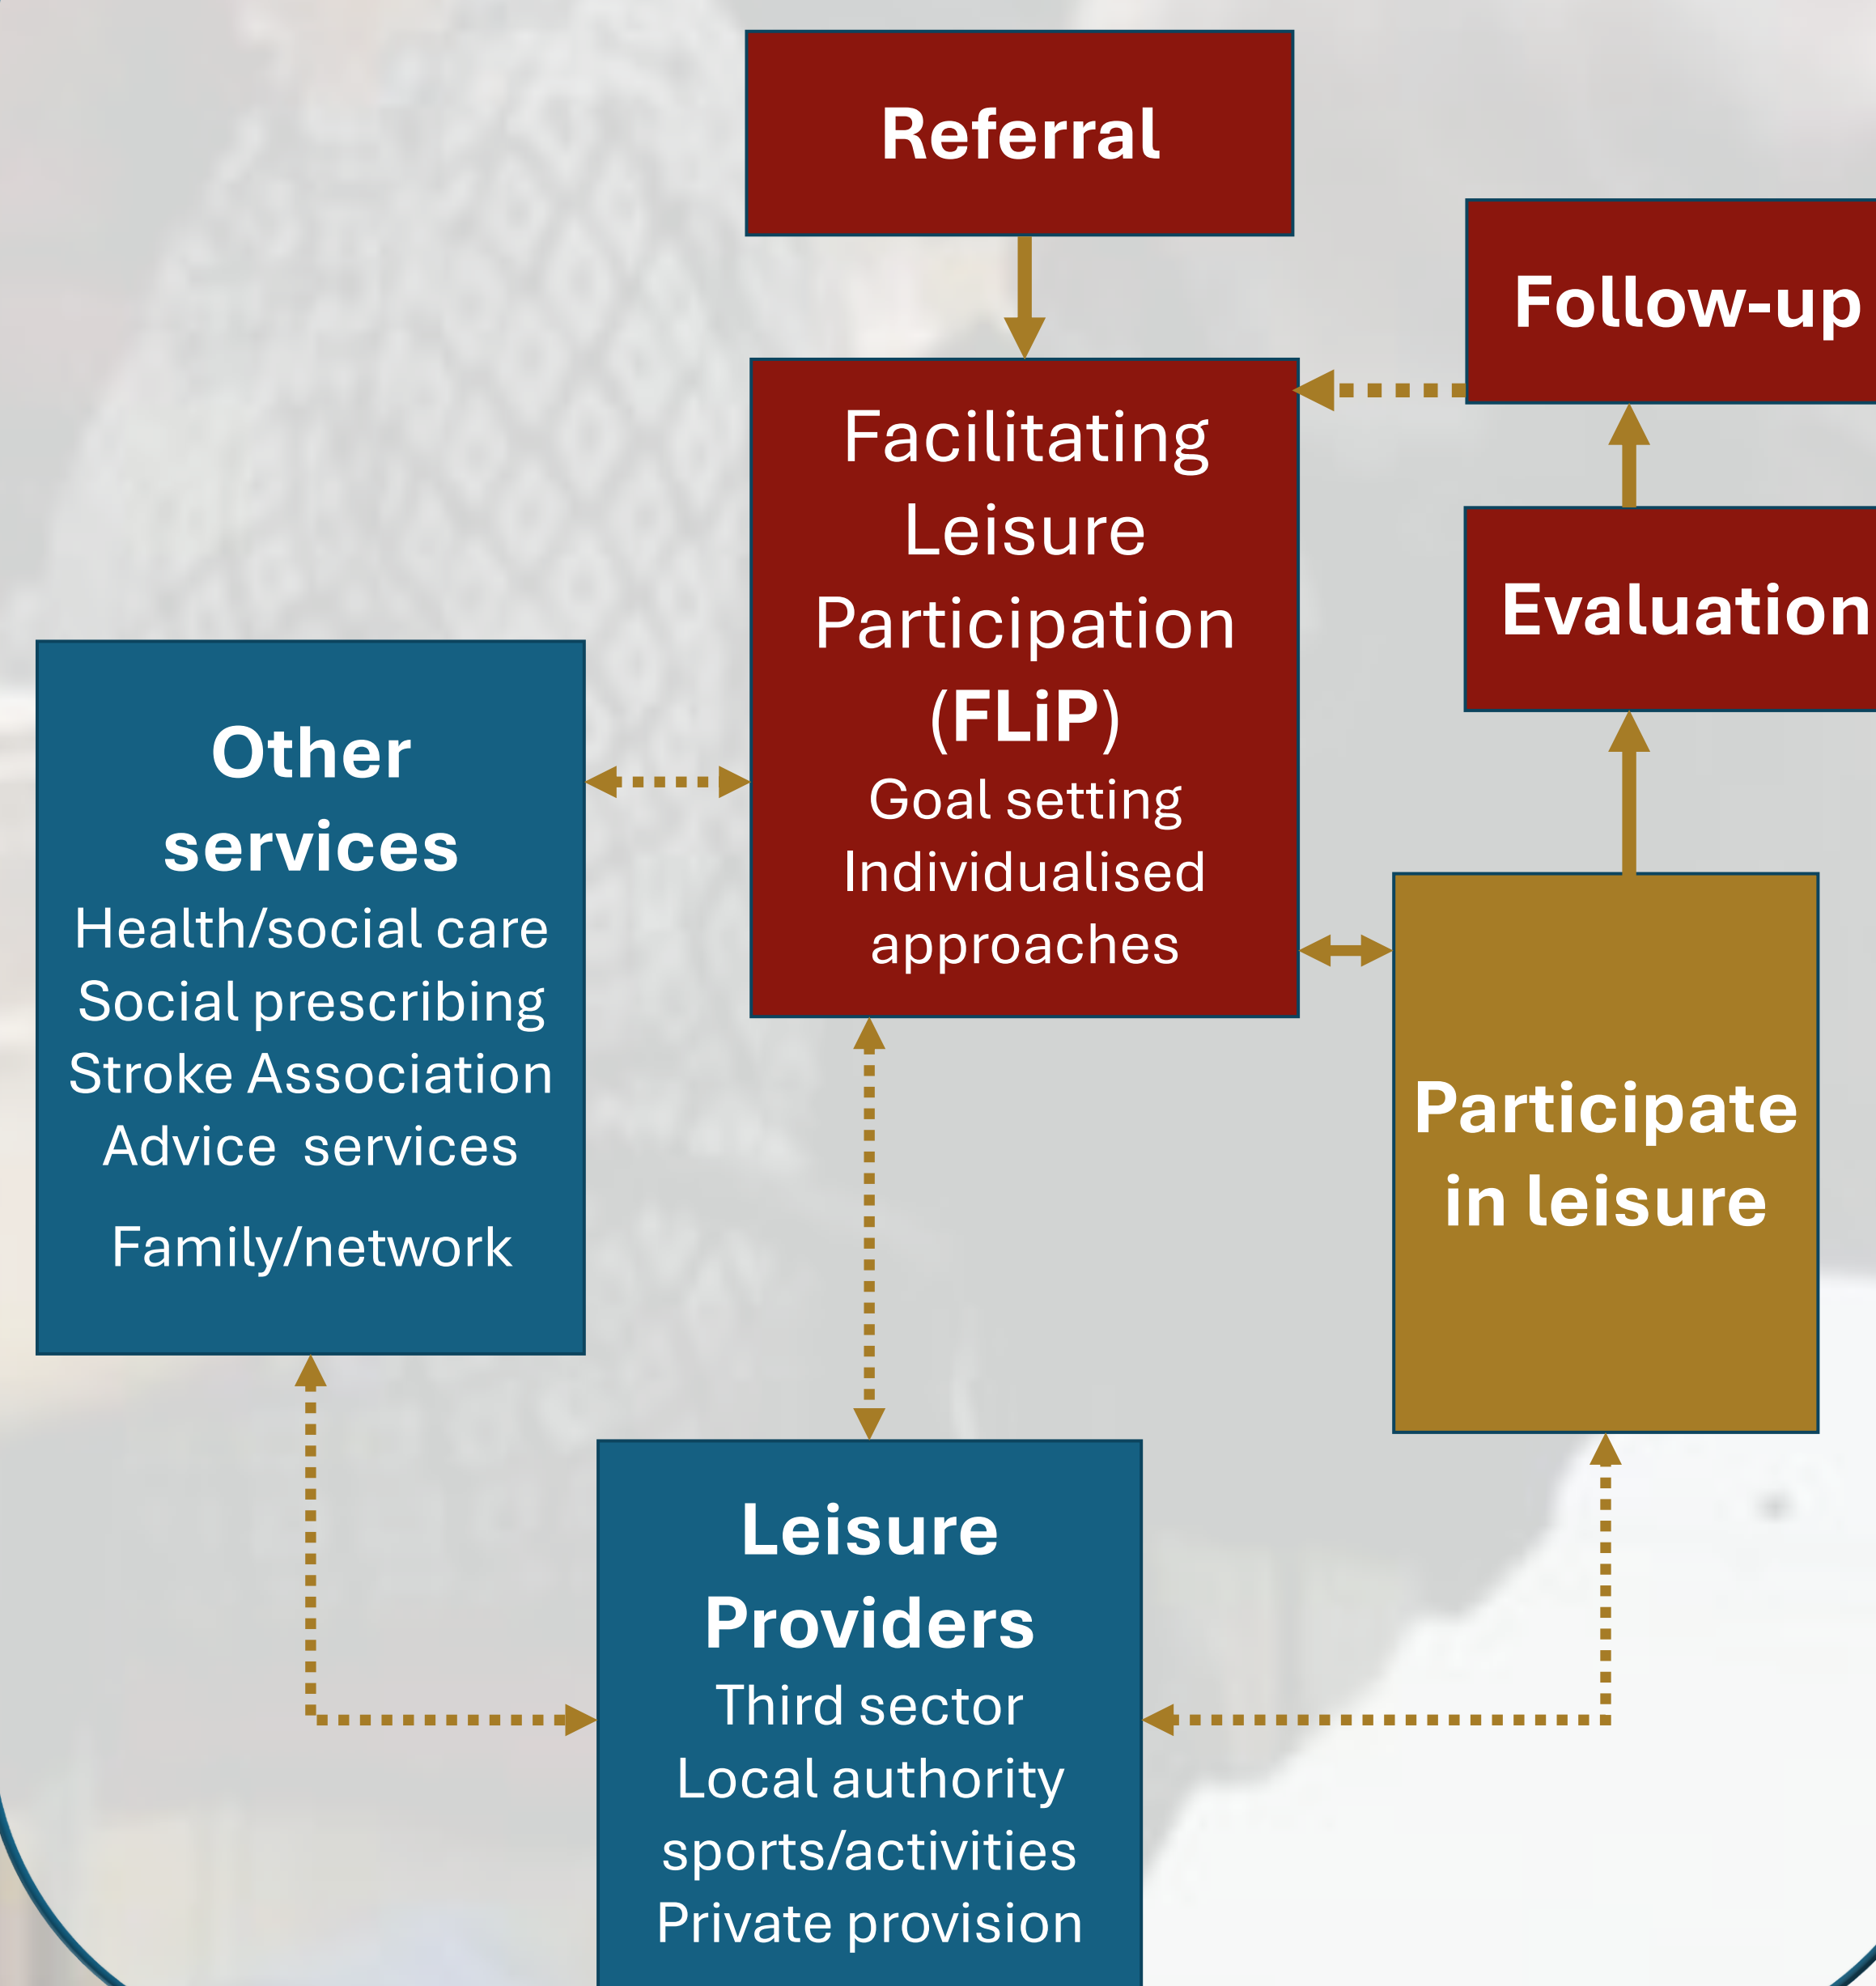 Referral
Follow-up
Facilitating
Leisure
Participation
(FLiP)
Goal setting
Individualised
approaches
Evaluation
Other
services
Health/social care
Social prescribing
Stroke Association
Advice  services
Family/network
Participate
in leisure
Leisure
Providers
Third sector
Local authority
sports/activities
Private provision